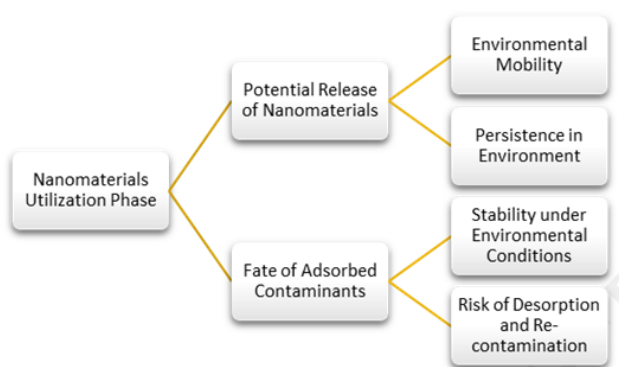 Nanomaterials
Utilization Phase
Potential Release
of Nanomaterials
Environmental
Mobility
Persistence in
Environment
Fate of Adsorbed
Contaminants
Stability under
Environmental
Conditions
Risk of Desorption
and Re-
contamination